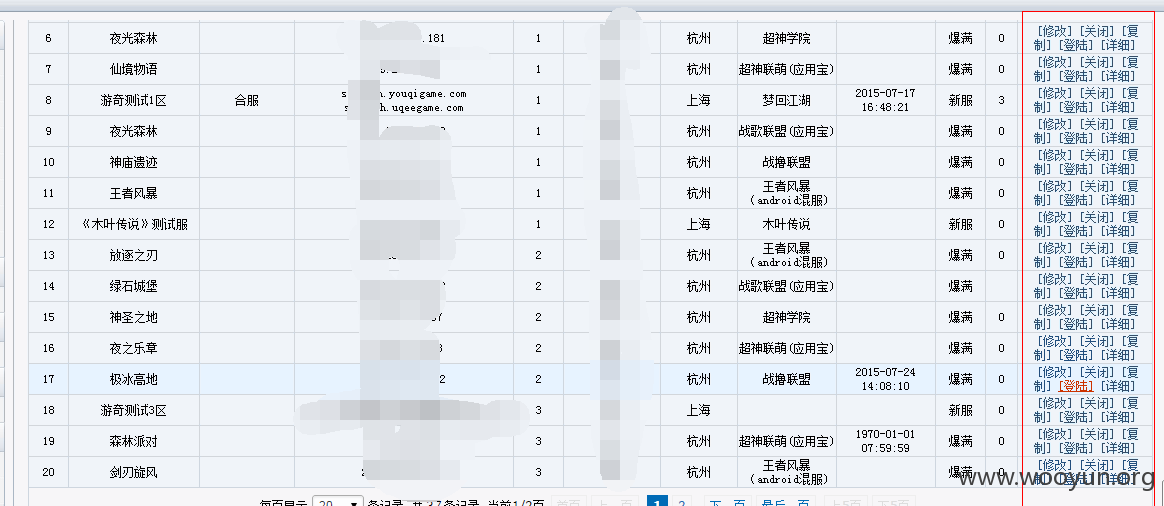 6 夜光森林 .181 1 杭州 超神学院 爆满 0 [修改] [关闭] [复
制] [登陆] [详细]
7 仙境物语 1 杭州 超神联萌(应用宝) 爆满 0 [修改] [关闭] [复
制] [登陆] [详细]
8 游奇测试1区 合服 h.youqigame.com 1 上海 梦回江湖 2015-07-17 新服 3 [修改] [关闭] [复
h.uqeegame.com 16:48:21 制] [登陆] [详细]
9 夜光森林 1 杭州 战歌联盟(应用宝) 爆满 0 [修改] [关闭] [复
制] [登陆] [详细]
10 神庙遗迹 1 杭州 战撸联盟 爆满 0 [修改] [关闭] [复
制] [登陆] [详细]
11 王者风暴 1 杭州 王者风暴 爆满 0 [修改] [关闭] [复
(android混服) 制] [登陆] [详细]
12 《木叶传说》测试服 1 上海 木叶传说 新服 0 [修改] [关闭] [复
制] [登陆] [详细]
13 放逐之刃 2 杭州 王者风暴 爆满 0 [修改] [关闭] [复
(android混服) 制] [登陆] [详细]
14 绿石城堡 2 杭州 战歌联盟(应用宝) 爆满 0 [修改] [关闭] [复
制] [登陆] [详细]
15 神圣之地 2 杭州 超神学院 爆满 0 [修改] [关闭] [复
制] [登陆] [详细]
16 夜之乐章 2 杭州 超神联萌(应用宝) 爆满 0 [修改] [关闭] [复
制] [登陆] [详细]
17 极冰高地 2 2 杭州 战撸联盟 2015-07-24 爆满 0 [修改] [关闭] [复
14:08:10 制] [登陆] [详细]
18 游奇测试3区 3 上海 新服 0 [修改] [关闭] [复
制] [登陆] [详细]
19 森林派对 3 杭州 超神联萌(应用宝) 1970-01-01 爆满 0 [修改] [关闭] [复
07:59:59 制] [登陆] [详细]
20 剑刃旋风 3 杭州 王者风暴 爆满 0 [修改] [关闭] [复
(android混服) 制] [登陆] [详细]
www.wooyun.org
每页显示 20 条记录 共37条记录 当前1/2页 首页 上一页 1 2 下一页 最后一页 上5页 下5页